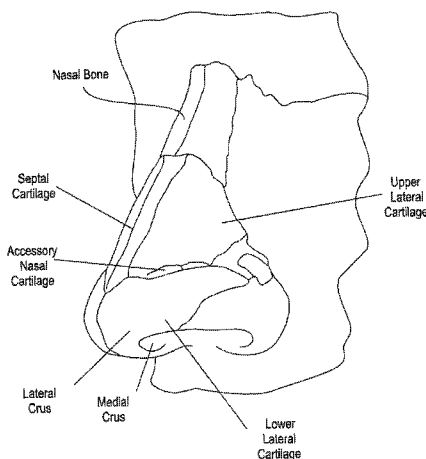 Nasal Bone
Septal
Cartilage
Upper
Lateral
Cartilage
Accessory
Nasal
Cartilage
Lateral
Crus
Medial
Crus
Lower
Lateral
Cartilage